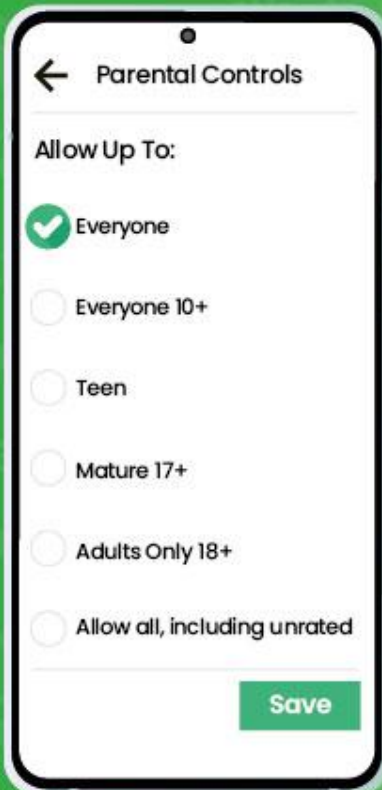 Parental Controls
Allow Up To:
Everyone
Everyone 10+
Teen
Mature 17+
Adults Only 18+
Allow all, including unrated
Save